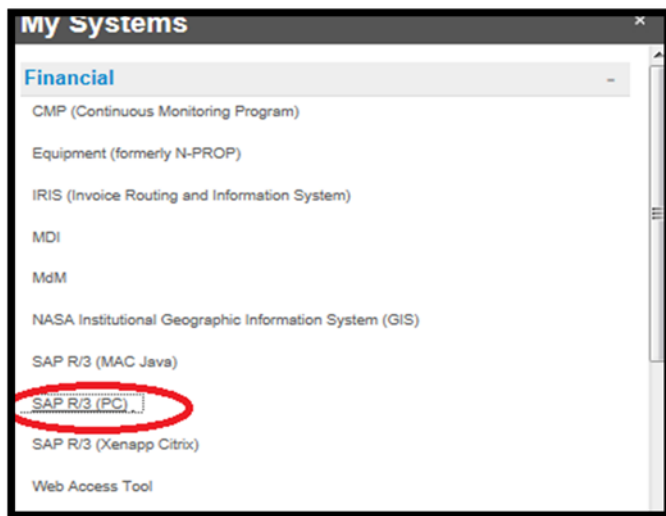 My Systems ×
Financial -
CMP (Continuous Monitoring Program)
Equipment (formerly N-PROP)
IRIS (Invoice Routing and Information System)
MDI
MdM
NASA Institutional Geographic Information System (GIS)
SAP R/3 (MAC Java)
SAP R/3 (PC)
SAP R/3 (Xenapp Citrix)
Web Access Tool